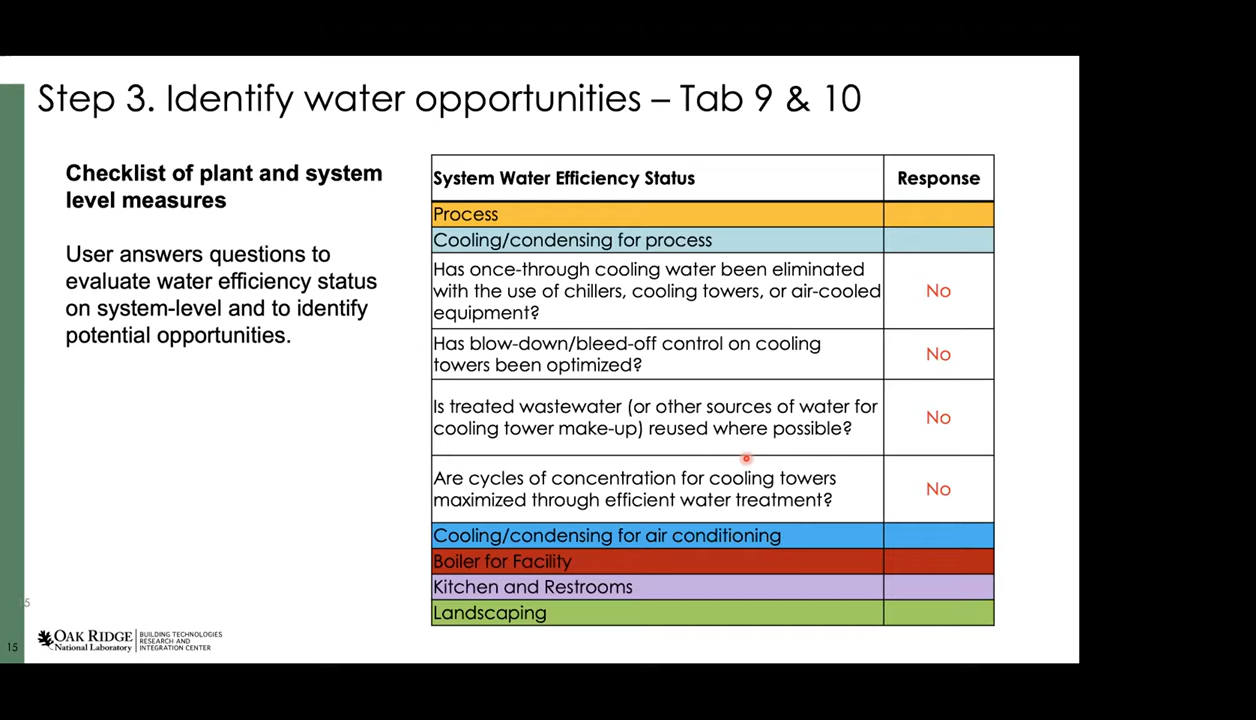 Step 3. Identify water opportunities – Tab 9 & 10
Checklist of plant and system
level measures
User answers questions to
evaluate water efficiency status
on system-level and to identify
potential opportunities.
System Water Efficiency Status
Response
Process
Cooling/condensing for process
Has once-through cooling water been eliminated
with the use of chillers, cooling towers, or air-cooled
equipment?
No
Has blow-down/bleed-off control on cooling
towers been optimized?
No
Is treated wastewater (or other sources of water for
cooling tower make-up) reused where possible?
No
Are cycles of concentration for cooling towers
maximized through efficient water treatment?
No
Cooling/condensing for air conditioning
Boiler for Facility
Kitchen and Restrooms
Landscaping
15
OAK RIDGE
National Laboratory
BUILDING TECHNOLOGIES
RESEARCH AND
INTEGRATION CENTER